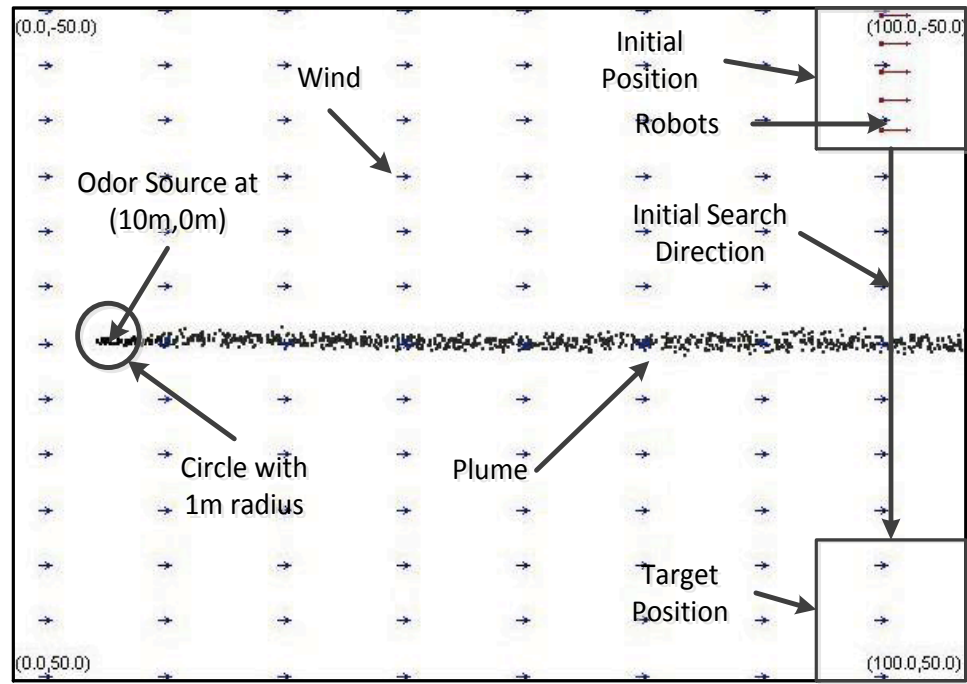 (0.0,-50.0)
(100.0,-50.0)
Initial
Position
Wind
Robots
Odor Source at
(10m,0m)
Initial Search
Direction
Circle with
1m radius
Plume
Target
Position
(0.0,50.0)
(100.0,50.0)